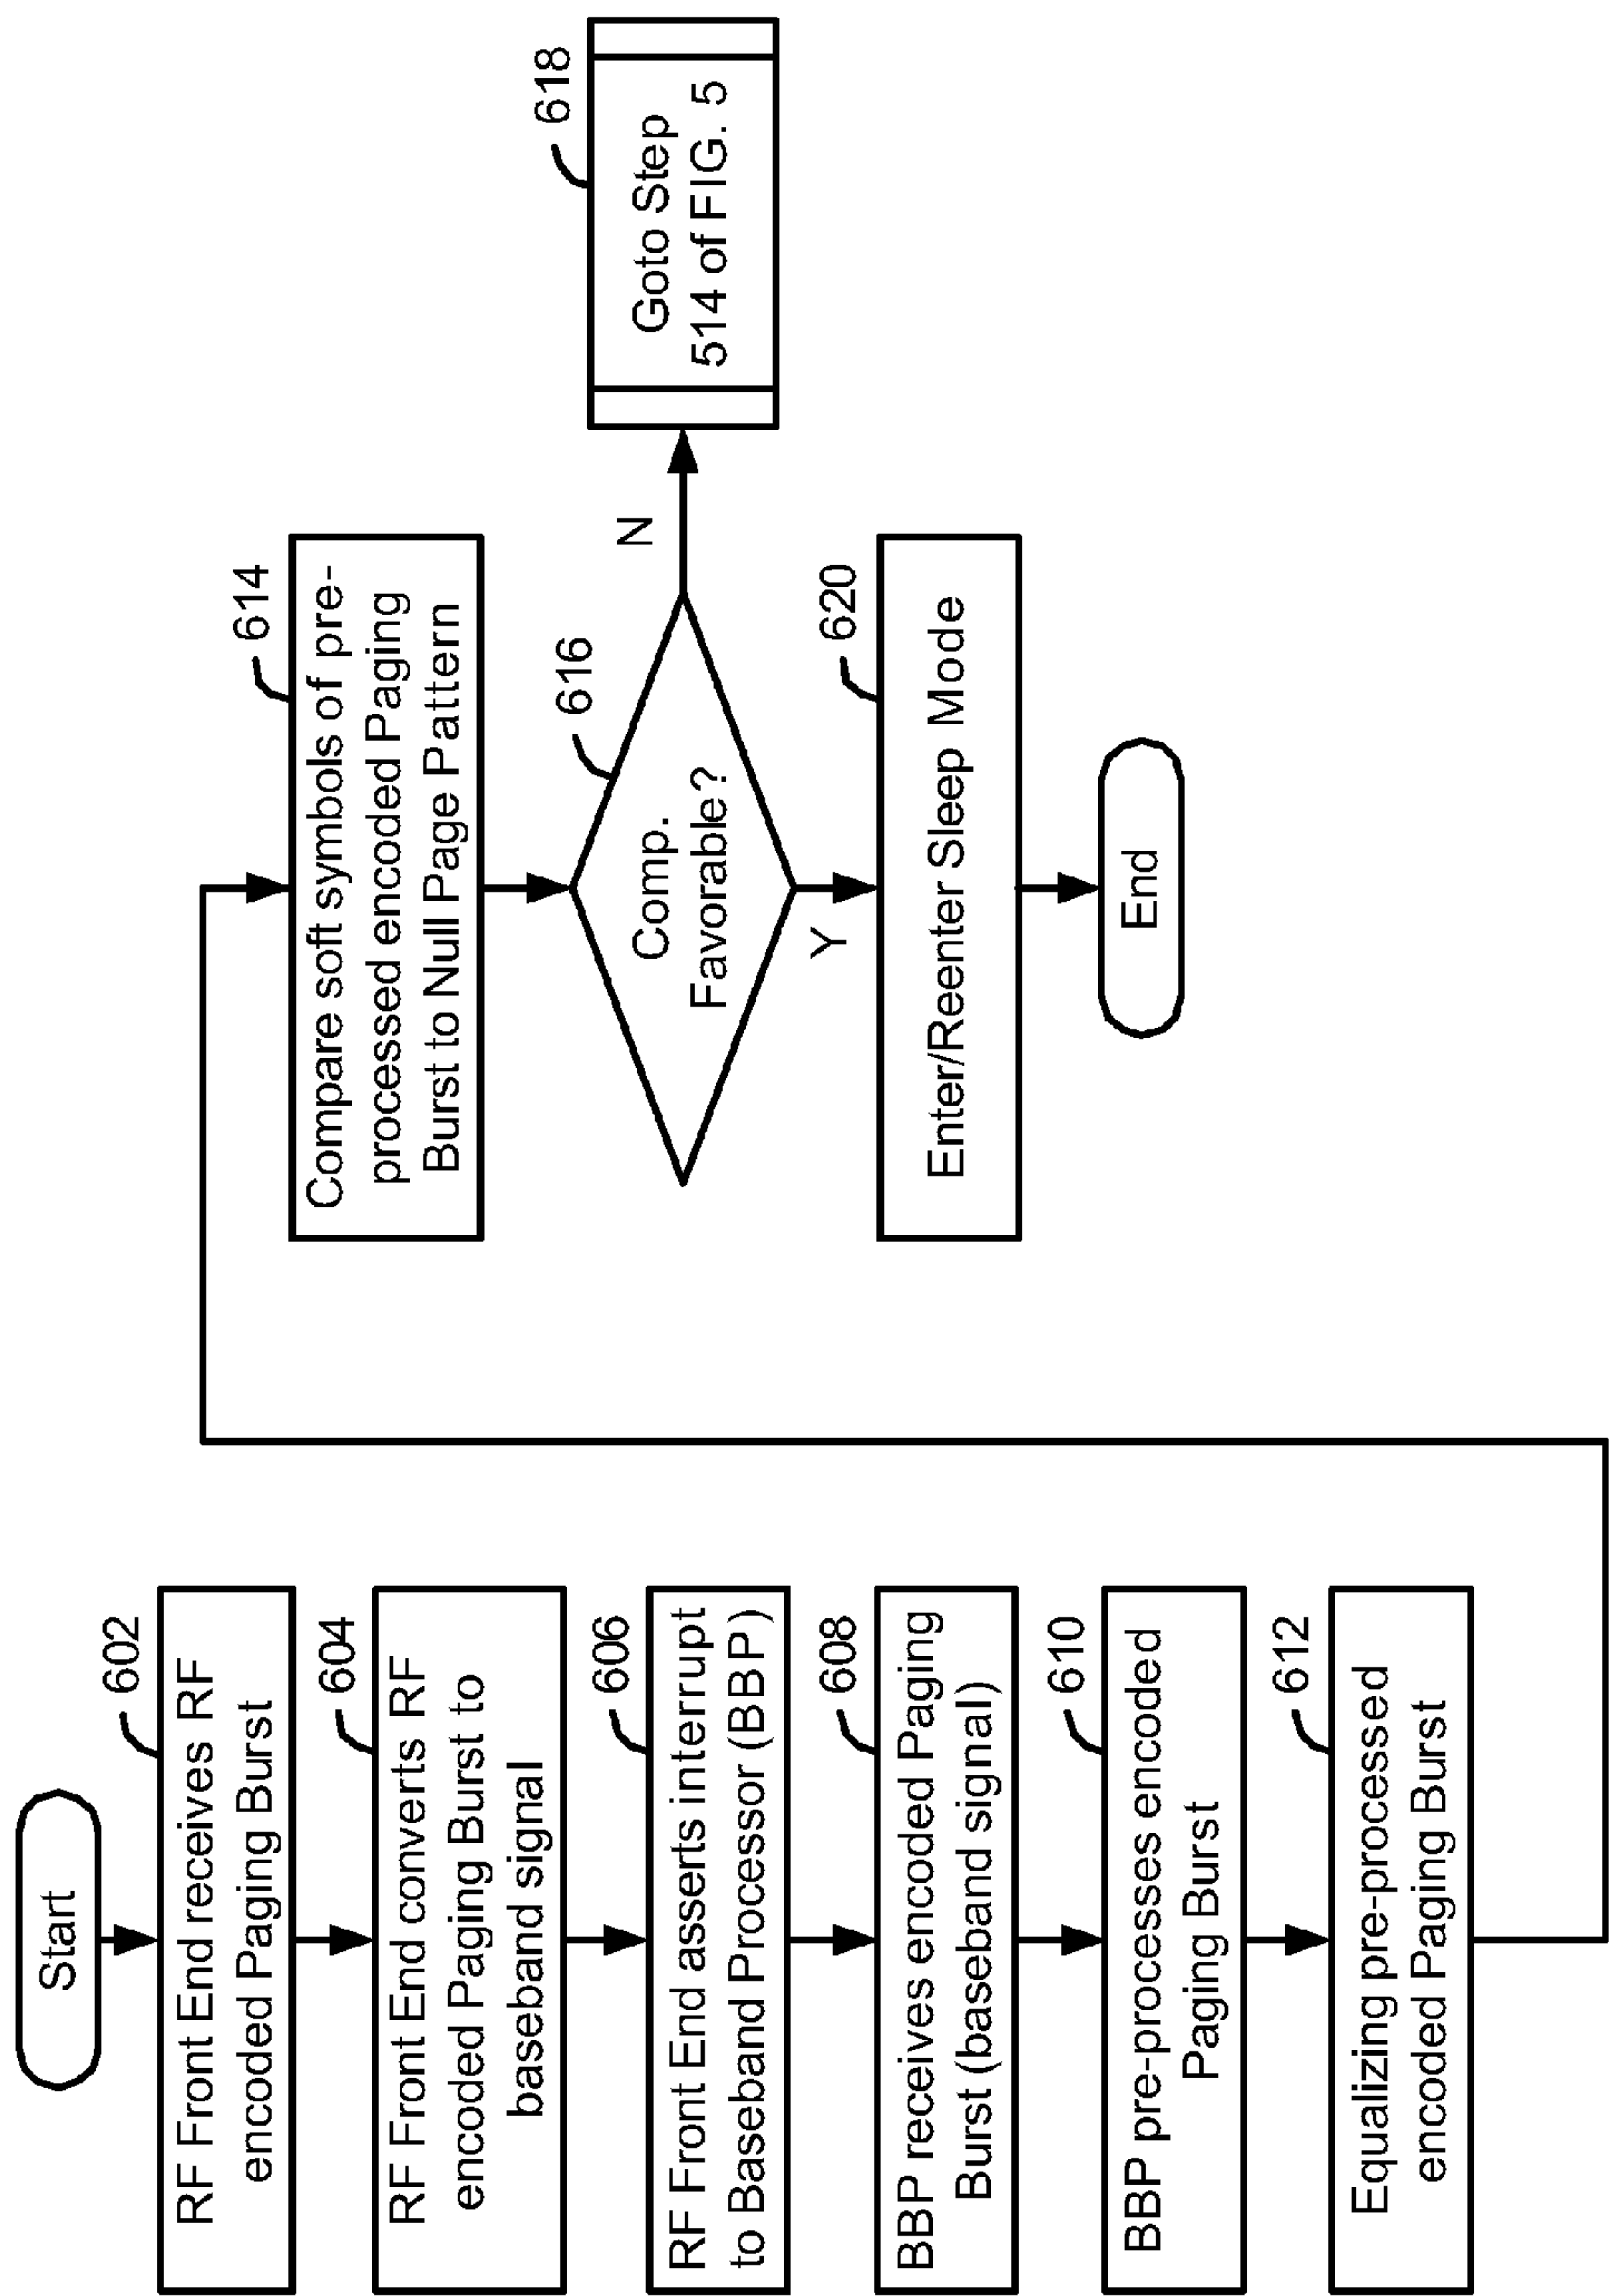 Start
602
RF Front End receives RF
encoded Paging Burst
604
RF Front End converts RF
encoded Paging Burst to
baseband signal
606
RF Front End asserts interrupt
to Baseband Processor (BBP)
608
BBP receives encoded Paging
Burst (baseband signal)
610
BBP pre-processes encoded
Paging Burst
612
Equalizing pre-processed
encoded Paging Burst
614
Compare soft symbols of pre-
processed encoded Paging
Burst to Null Page Pattern
616
Comp.
Favorable?
N
618
Goto Step
514 of FIG. 5
Y
620
Enter/Reenter Sleep Mode
End